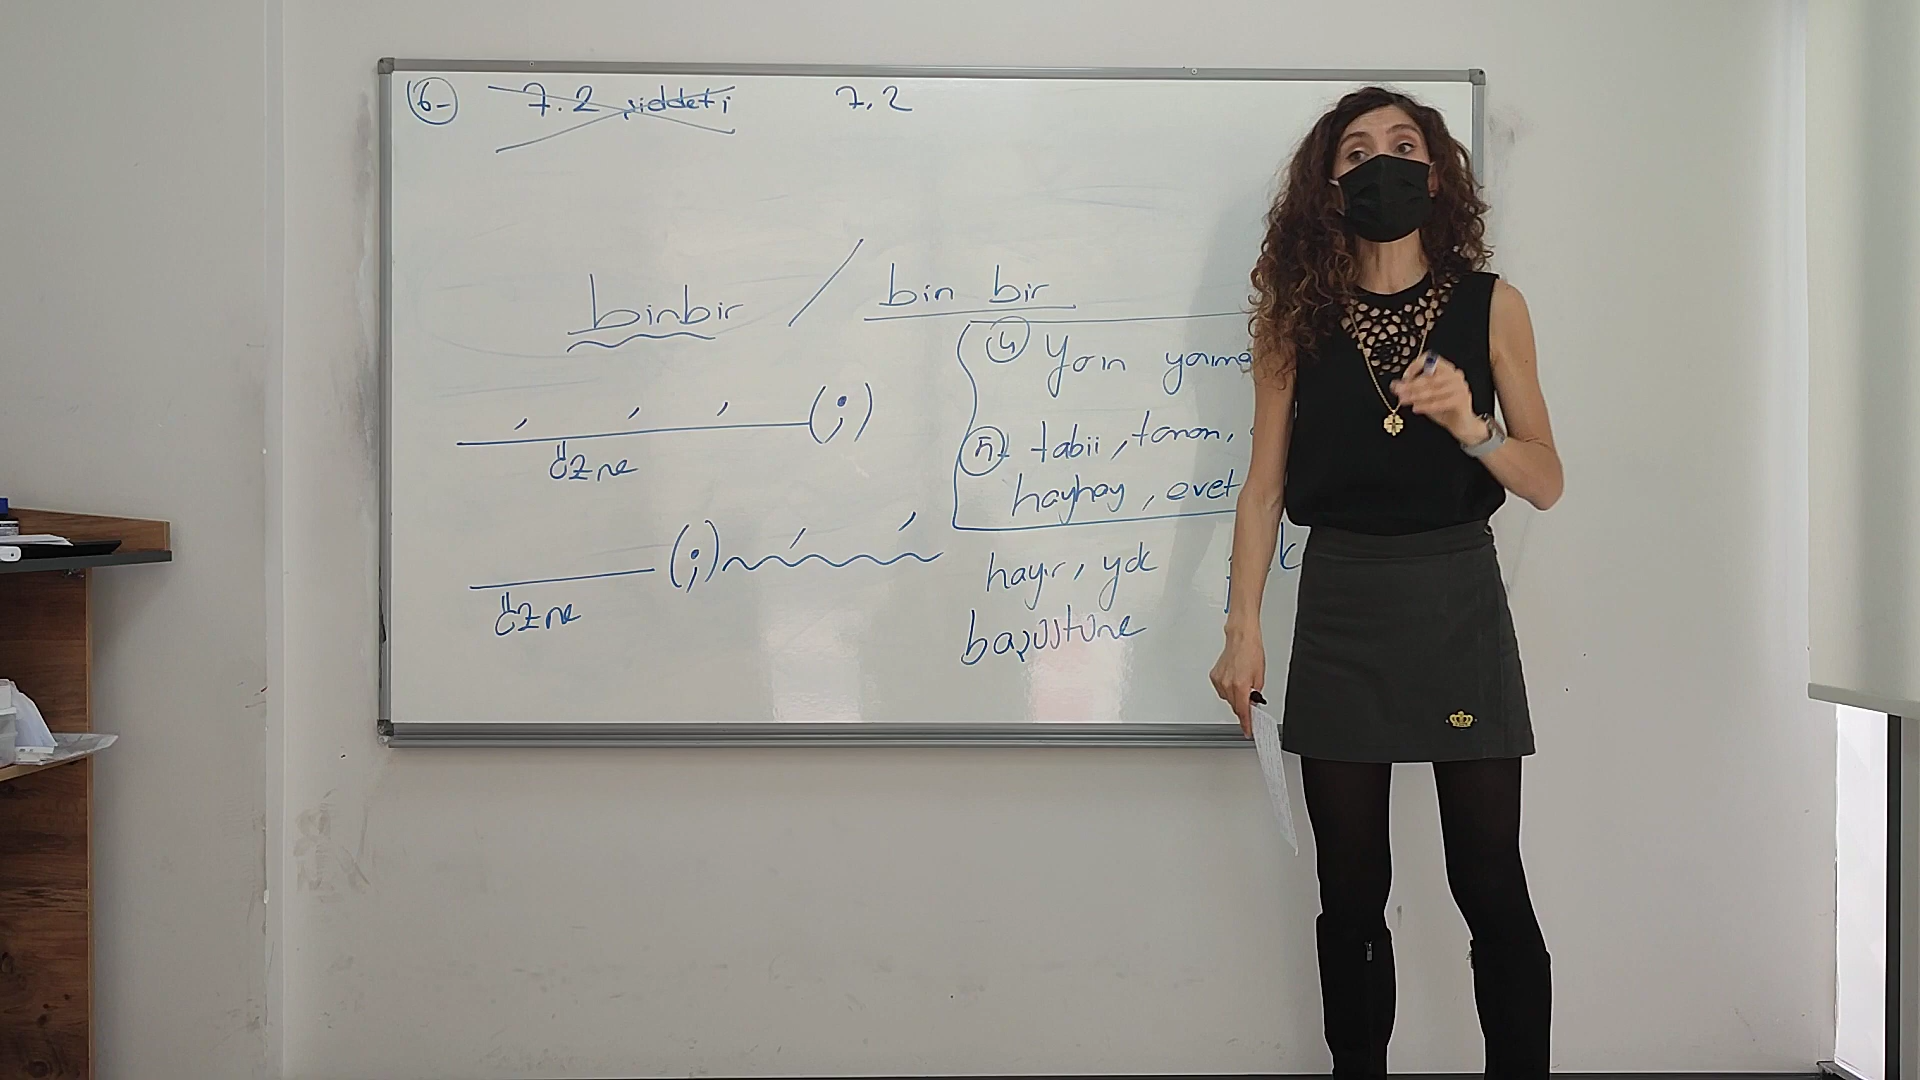 6- 7.2 şiddeti 7,2
binbir / bin bir
, , , (;)
özne
(;) , ,
özne
4 Yarın
5- tabii, tamam,
hayhay, evet
hayır, yok
başüstüne